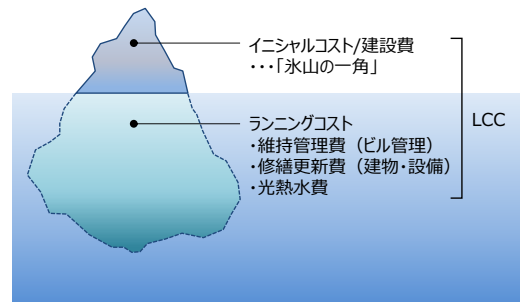 イニシャルコスト/建設費
・・・「氷山の一角」
ランニングコスト
・維持管理費（ビル管理）
・修繕更新費（建物・設備）
・光熱水費
LCC